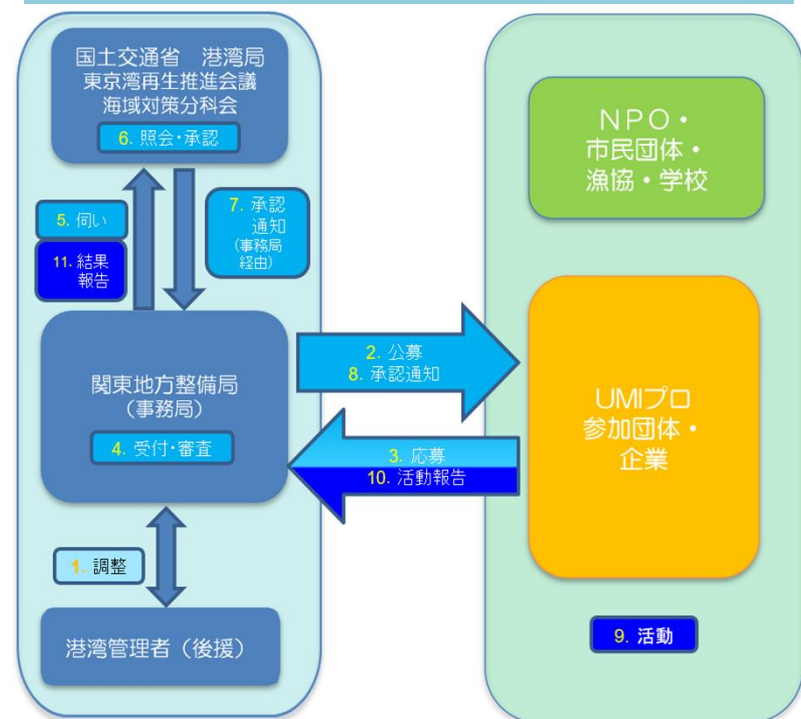 国土交通省 港湾局
東京湾再生推進会議
海域対策分科会
6. 照会・承認
5. 伺い
11. 結果
報告
7. 承認
通知
(事務局
経由)
関東地方整備局
(事務局)
4. 受付・審査
1. 調整
港湾管理者（後援）
2. 公募
8. 承認通知
3. 応募
10. 活動報告
ＮＰＯ・
市民団体・
漁協・学校
UMIプロ
参加団体・
企業
9. 活動